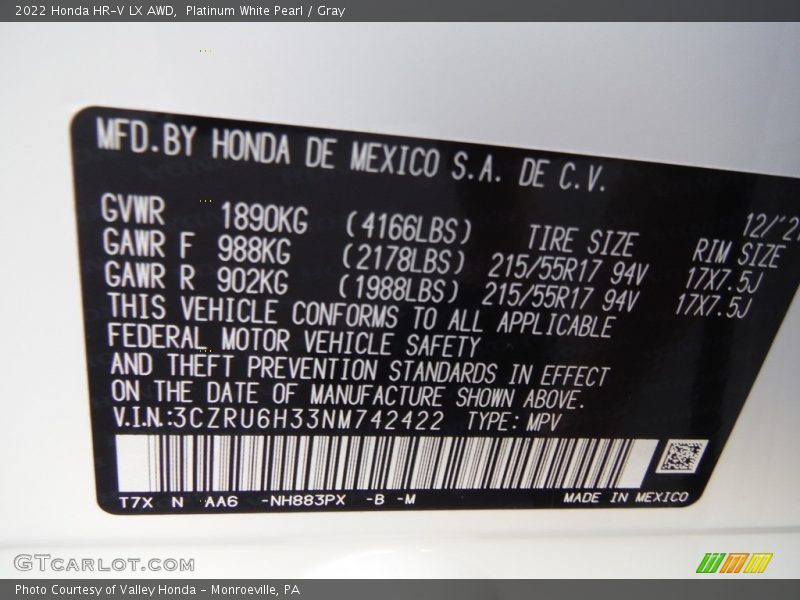 2022 Honda HR-V LX AWD, Platinum White Pearl / Gray
MFD.BY HONDA DE MEXICO S.A. DE C.V.
12/'21
GVWR 1890KG (4166LBS) TIRE SIZE RIM SIZE
GAWR F 988KG (2178LBS) 215/55R17 94V 17X7.5J
GAWR R 902KG (1988LBS) 215/55R17 94V 17X7.5J
THIS VEHICLE CONFORMS TO ALL APPLICABLE
FEDERAL MOTOR VEHICLE SAFETY
AND THEFT PREVENTION STANDARDS IN EFFECT
ON THE DATE OF MANUFACTURE SHOWN ABOVE.
V.I.N.:3CZRU6H33NM742422 TYPE: MPV
T7X N AA6 -NH883PX -B -M MADE IN MEXICO
GTCARLOT.COM
Photo Courtesy of Valley Honda - Monroeville, PA